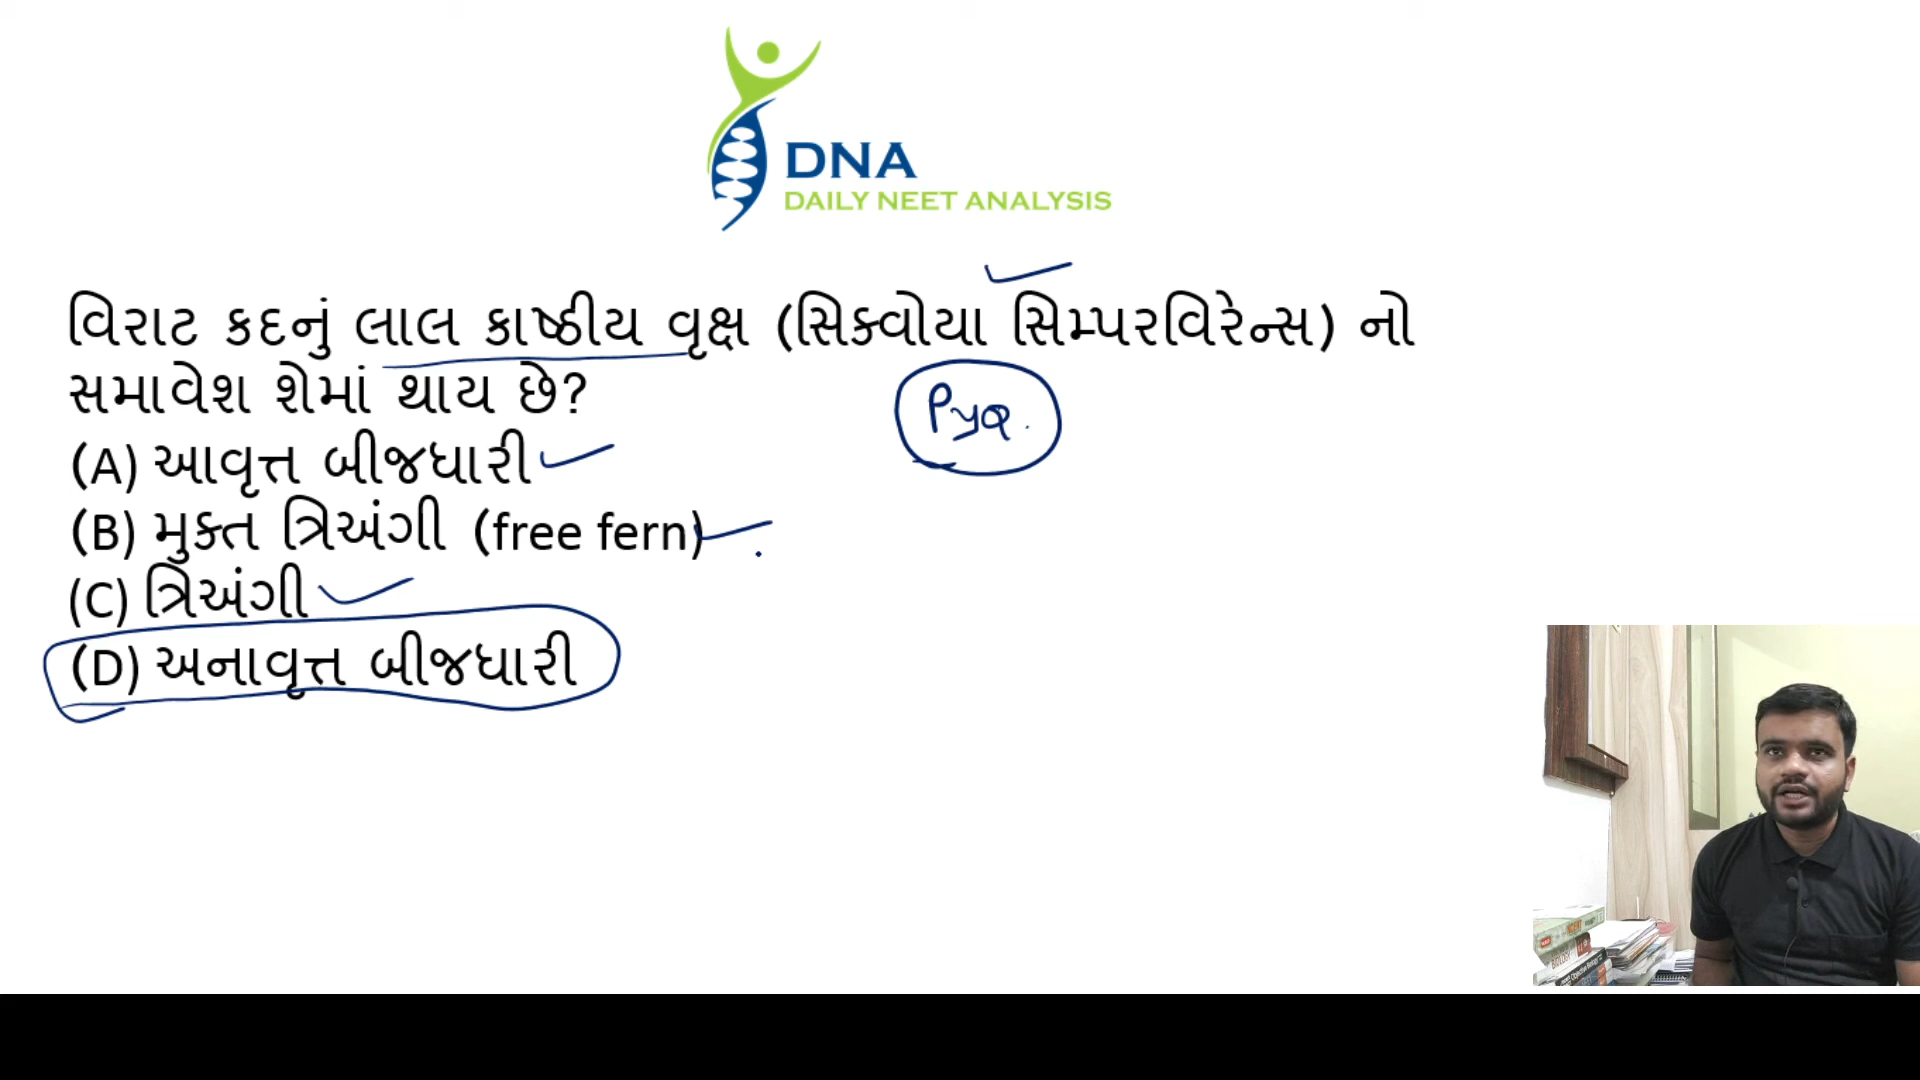 DNA
DAILY NEET ANALYSIS
વિરાટ કદનું લાલ કાષ્ઠીય વૃક્ષ (સિક્વોયા સિમ્પરવિરેન્સ) નો
સમાવેશ શેમાં થાય છે?
Pyq.
(A) આવૃત્ત બીજધારી
(B) મુક્ત ત્રિઅંગી (free fern)
(C) ત્રિઅંગી
(D) અનાવૃત્ત બીજધારી